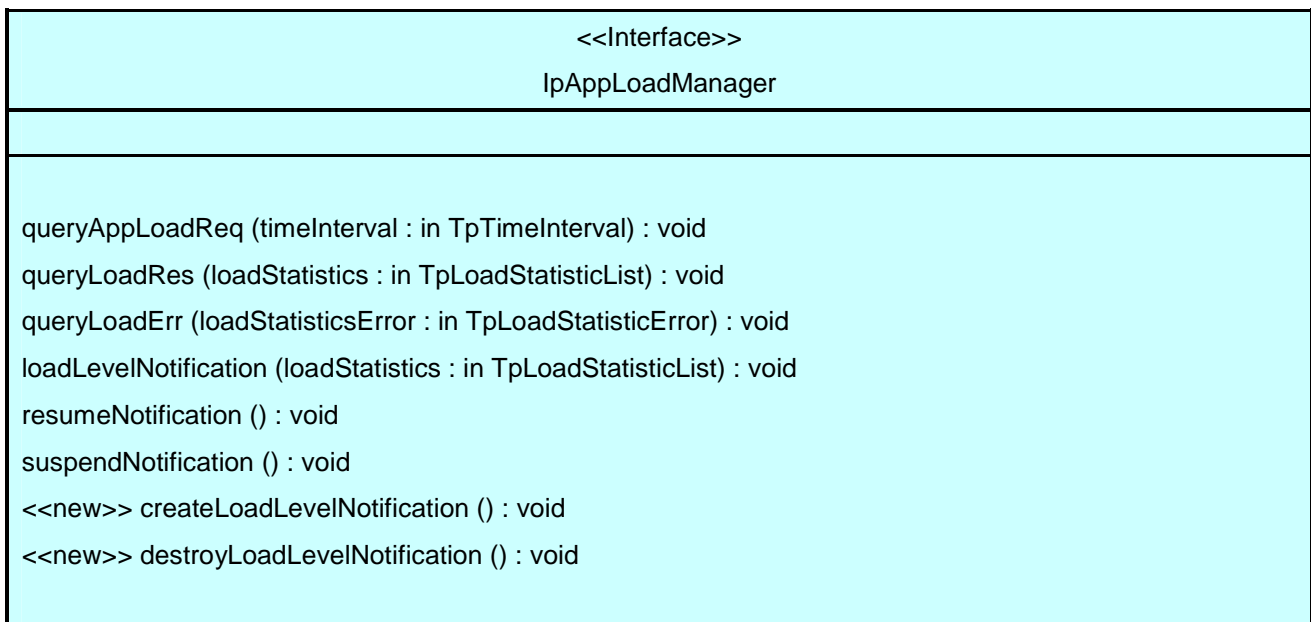 <<Interface>>
IpAppLoadManager
queryAppLoadReq (timeInterval : in TpTimeInterval) : void
queryLoadRes (loadStatistics : in TpLoadStatisticList) : void
queryLoadErr (loadStatisticsError : in TpLoadStatisticError) : void
loadLevelNotification (loadStatistics : in TpLoadStatisticList) : void
resumeNotification () : void
suspendNotification () : void
<<new>> createLoadLevelNotification () : void
<<new>> destroyLoadLevelNotification () : void